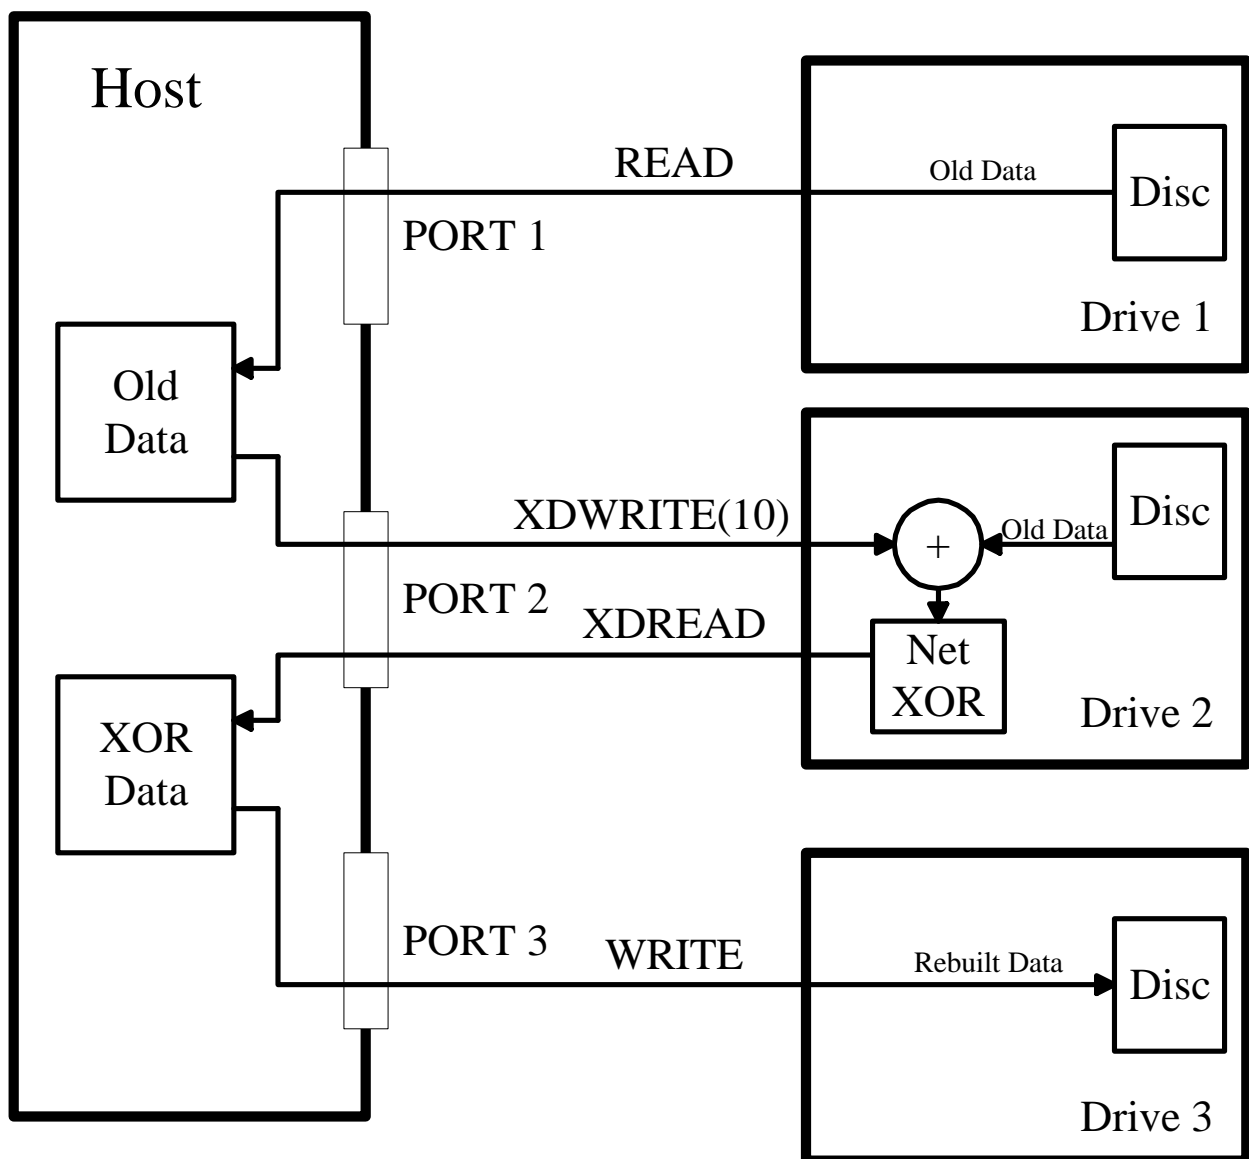 Host
READ
Old Data
Disc
PORT 1
Drive 1
Old
Data
XDWRITE(10)
+
Old Data
Disc
PORT 2
XDREAD
Net
XOR
Drive 2
XOR
Data
PORT 3
WRITE
Rebuilt Data
Disc
Drive 3